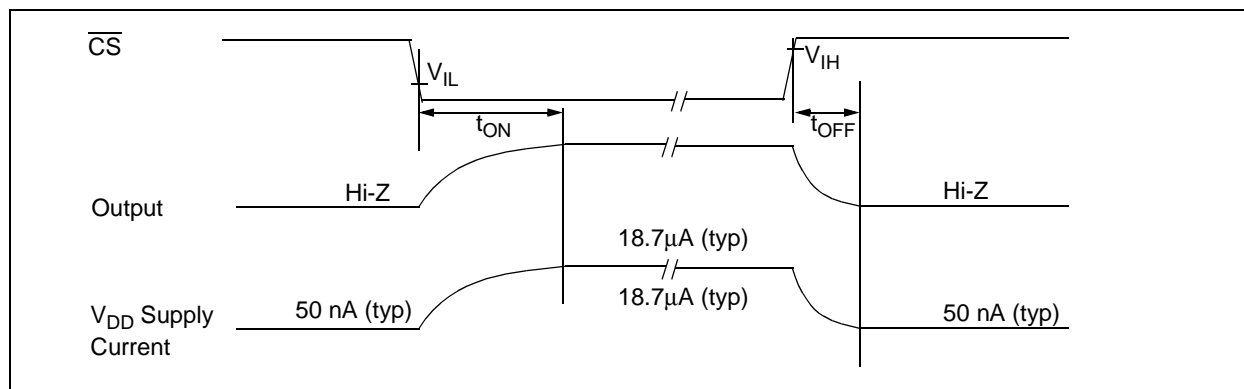 CS
VIL
VIH
tON
tOFF
Hi-Z
Hi-Z
Output
18.7μA (typ)
50 nA (typ)
18.7μA (typ)
50 nA (typ)
VDD Supply
Current